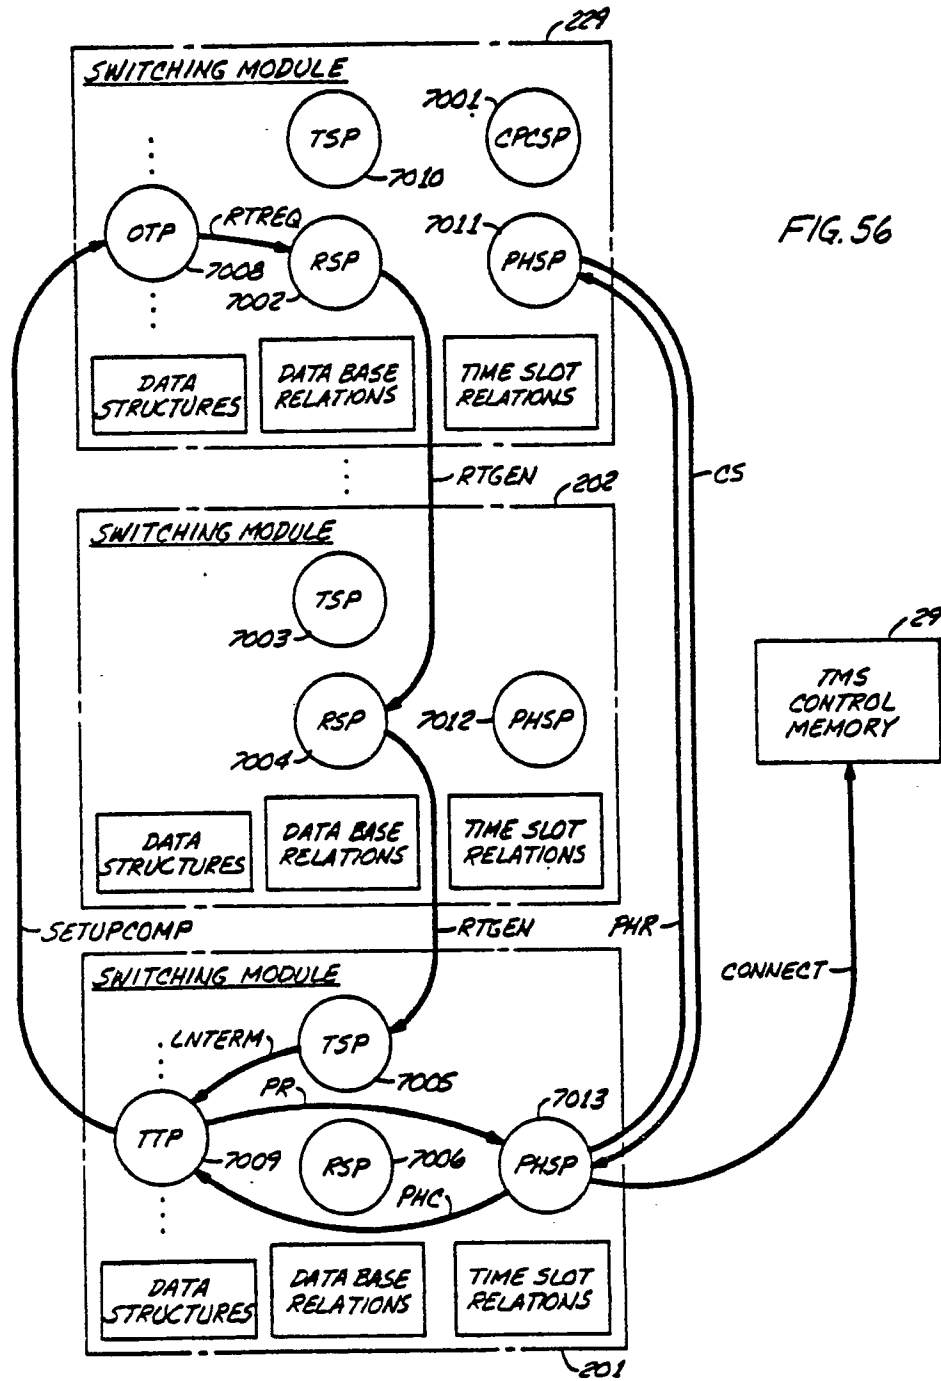 229
SWITCHING MODULE
7001
TSP
CPCSP
7010
RTREQ
7011
FIG. 56
OTP
RSP
PHSP
7008
7002
DATA
STRUCTURES
DATA BASE
RELATIONS
TIME SLOT
RELATIONS
RTGEN
CS
202
SWITCHING MODULE
TSP
7003
29
TMS
CONTROL
MEMORY
RSP
7012
PHSP
7004
DATA
STRUCTURES
DATA BASE
RELATIONS
TIME SLOT
RELATIONS
SETUPCOMP
RTGEN
PHR
CONNECT
SWITCHING MODULE
LNTERM
TSP
7005
PR
7013
TTP
7009
RSP
7006
PHSP
PHC
DATA
STRUCTURES
DATA BASE
RELATIONS
TIME SLOT
RELATIONS
201